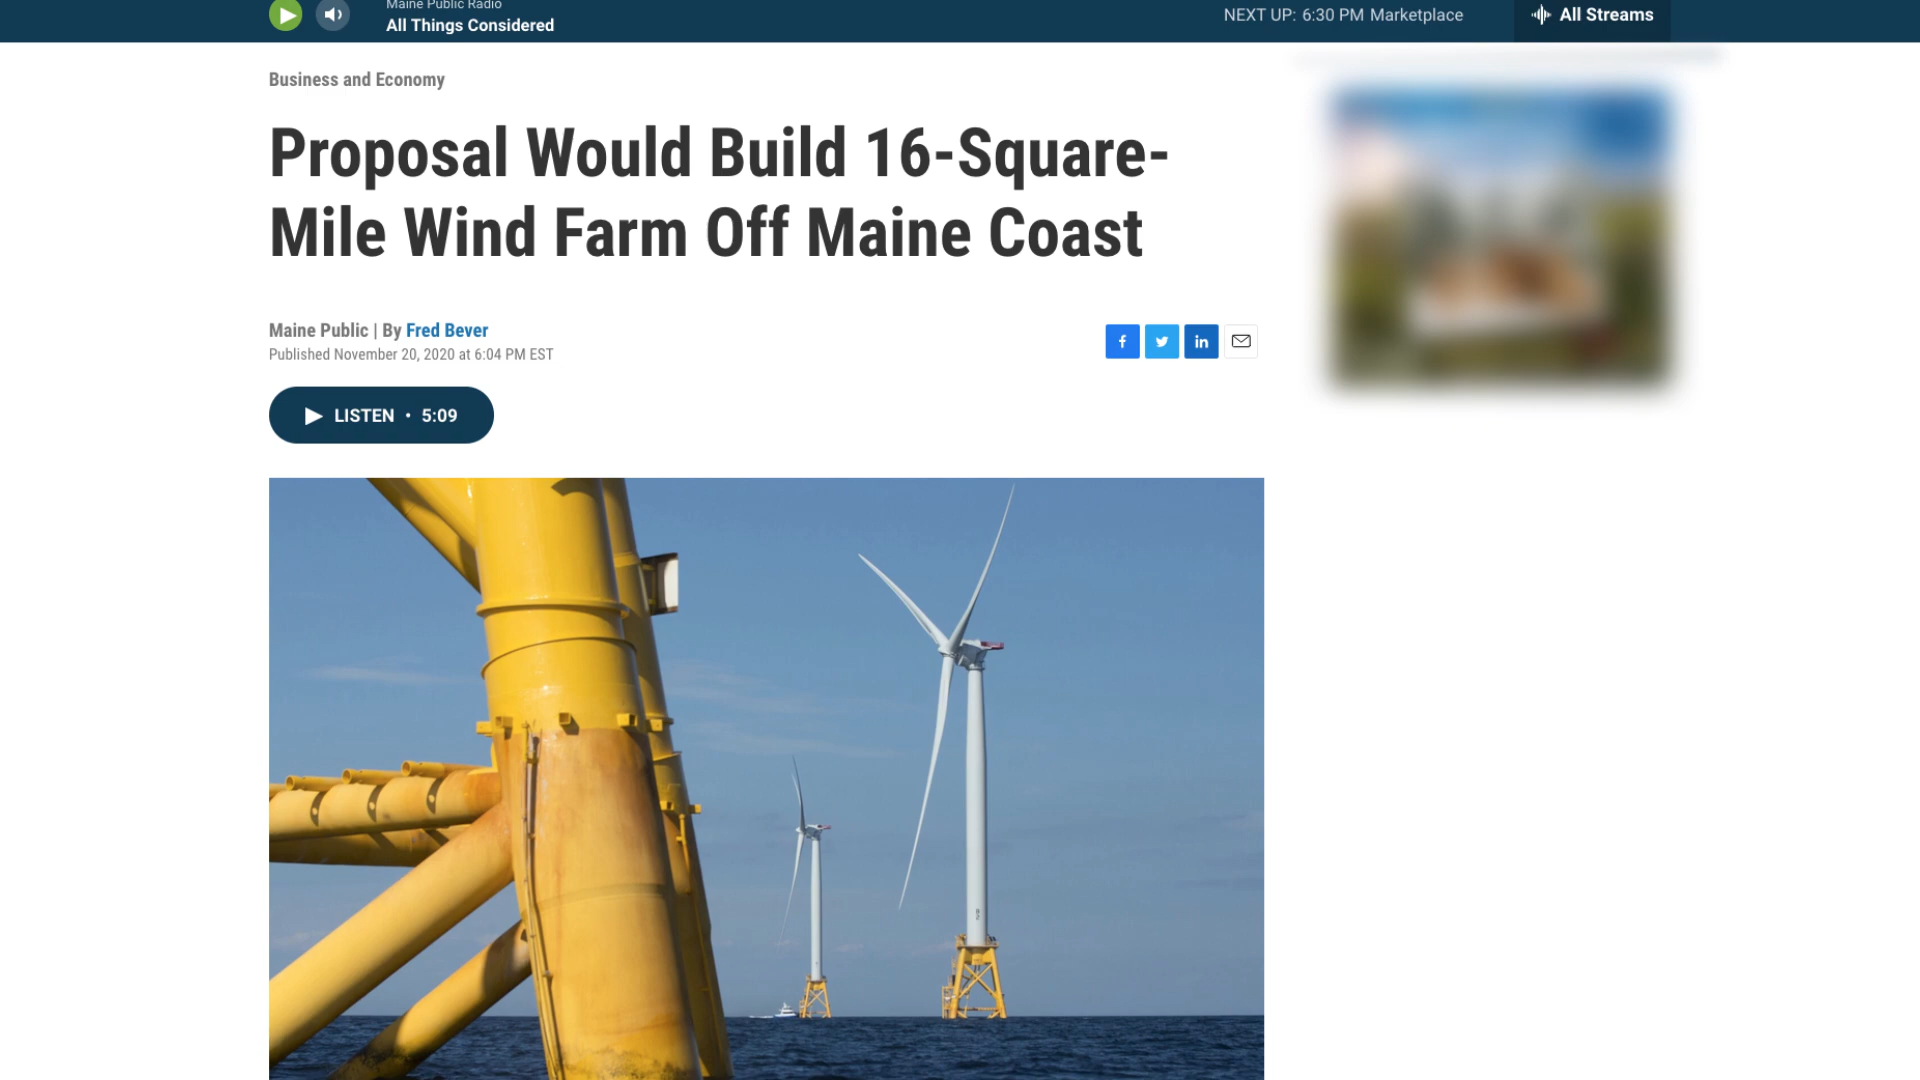 Maine Public Radio
All Things Considered
NEXT UP: 6:30 PM Marketplace
All Streams
Business and Economy
Proposal Would Build 16-Square-
Mile Wind Farm Off Maine Coast
Maine Public | By Fred Bever
Published November 20, 2020 at 6:04 PM EST
LISTEN • 5:09